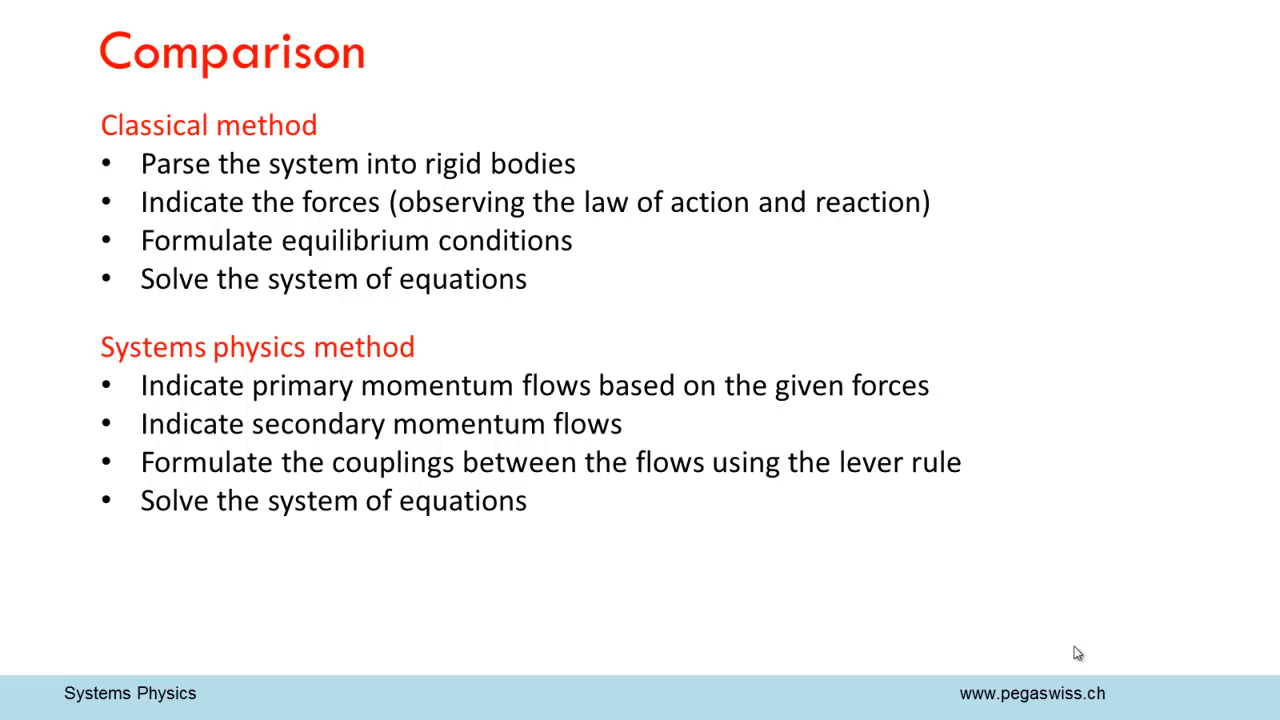 Comparison
Classical method
• Parse the system into rigid bodies
• Indicate the forces (observing the law of action and reaction)
• Formulate equilibrium conditions
• Solve the system of equations
Systems physics method
• Indicate primary momentum flows based on the given forces
• Indicate secondary momentum flows
• Formulate the couplings between the flows using the lever rule
• Solve the system of equations
Systems Physics
www.pegaswiss.ch